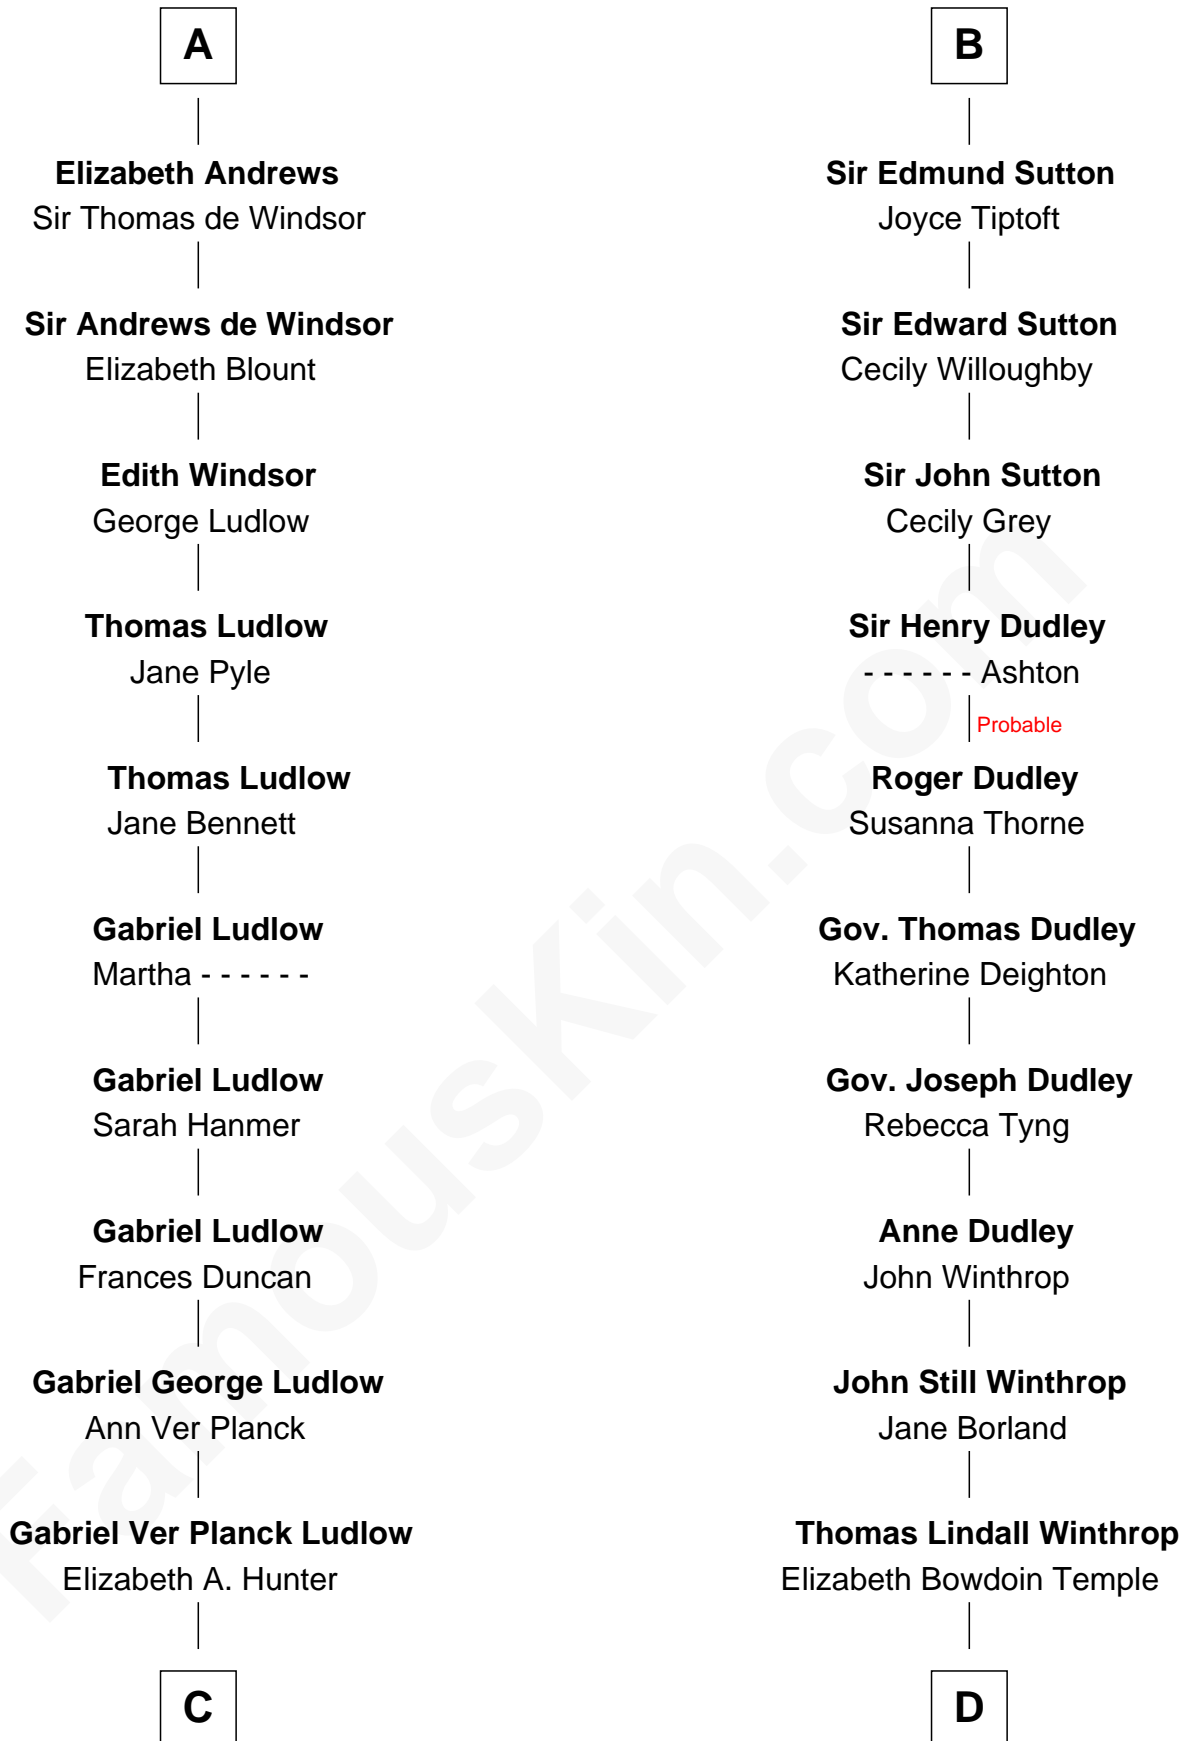 A
Elizabeth Andrews
Sir Thomas de Windsor
Sir Andrews de Windsor
Elizabeth Blount
Edith Windsor
George Ludlow
Thomas Ludlow
Jane Pyle
Thomas Ludlow
Jane Bennett
Gabriel Ludlow
Martha - - - - - -
Gabriel Ludlow
Sarah Hanmer
Gabriel Ludlow
Frances Duncan
Gabriel George Ludlow
Ann Ver Planck
Gabriel Ver Planck Ludlow
Elizabeth A. Hunter
C
B
Sir Edmund Sutton
Joyce Tiptoft
Sir Edward Sutton
Cecily Willoughby
Sir John Sutton
Cecily Grey
Sir Henry Dudley
- - - - - - Ashton
Probable
Roger Dudley
Susanna Thorne
Gov. Thomas Dudley
Katherine Deighton
Gov. Joseph Dudley
Rebecca Tyng
Anne Dudley
John Winthrop
John Still Winthrop
Jane Borland
Thomas Lindall Winthrop
Elizabeth Bowdoin Temple
D
FamousKin.com